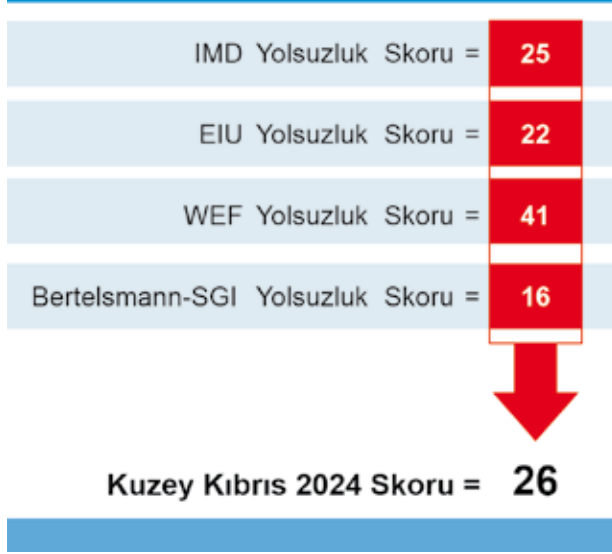 IMD Yolsuzluk Skoru = 25
EIU Yolsuzluk Skoru = 22
WEF Yolsuzluk Skoru = 41
Bertelsmann-SGI Yolsuzluk Skoru = 16
Kuzey Kıbrıs 2024 Skoru = 26